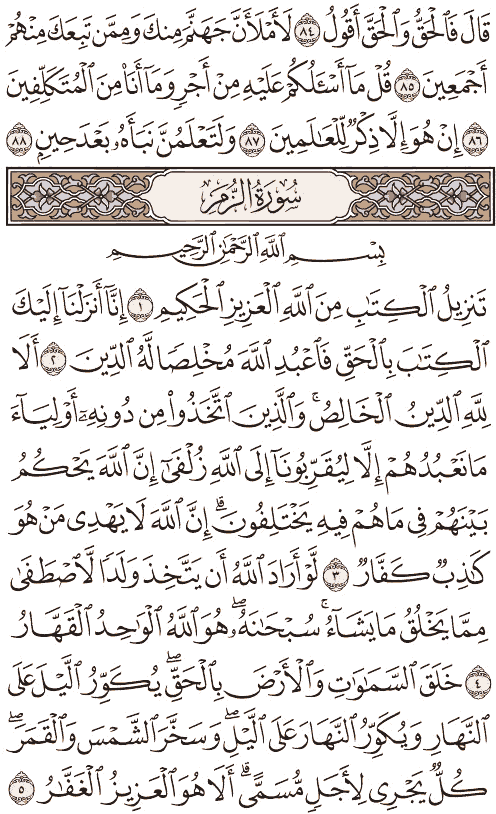 قَالَ فَٱلْحَقُّ وَٱلْحَقَّ أَقُولُ ٨٤ لَأَمْلَأَنَّ جَهَنَّمَ مِنكَ وَمِمَّن تَبِعَكَ مِنْهُمْ
أَجْمَعِينَ ٨٥ قُلْ مَآ أَسْـَٔلُكُمْ عَلَيْهِ مِنْ أَجْرٍ وَمَآ أَنَا۠ مِنَ ٱلْمُتَكَلِّفِينَ
٨٦ إِنْ هُوَ إِلَّا ذِكْرٌ لِّلْعَـٰلَمِينَ ٨٧ وَلَتَعْلَمُنَّ نَبَأَهُۥ بَعْدَ حِينٍۭ ٨٨
سُورَةُ الزُّمَر
بِسْمِ ٱللَّهِ ٱلرَّحْمَـٰنِ ٱلرَّحِيمِ
تَنزِيلُ ٱلْكِتَـٰبِ مِنَ ٱللَّهِ ٱلْعَزِيزِ ٱلْحَكِيمِ ١ إِنَّآ أَنزَلْنَآ إِلَيْكَ
ٱلْكِتَـٰبَ بِٱلْحَقِّ فَٱعْبُدِ ٱللَّهَ مُخْلِصًا لَّهُ ٱلدِّينَ ٢ أَلَا
لِلَّهِ ٱلدِّينُ ٱلْخَالِصُ ۚ وَٱلَّذِينَ ٱتَّخَذُوا۟ مِن دُونِهِۦٓ أَوْلِيَآءَ
مَا نَعْبُدُهُمْ إِلَّا لِيُقَرِّبُونَآ إِلَى ٱللَّهِ زُلْفَىٰٓ إِنَّ ٱللَّهَ يَحْكُمُ
بَيْنَهُمْ فِى مَا هُمْ فِيهِ يَخْتَلِفُونَ ۗ إِنَّ ٱللَّهَ لَا يَهْدِى مَنْ هُوَ
كَـٰذِبٌ كَفَّارٌ ٣ لَّوْ أَرَادَ ٱللَّهُ أَن يَتَّخِذَ وَلَدًا لَّٱصْطَفَىٰ
مِمَّا يَخْلُقُ مَا يَشَآءُ ۚ سُبْحَـٰنَهُۥ ۖ هُوَ ٱللَّهُ ٱلْوَٰحِدُ ٱلْقَهَّارُ
٤ خَلَقَ ٱلسَّمَـٰوَٰتِ وَٱلْأَرْضَ بِٱلْحَقِّ ۖ يُكَوِّرُ ٱلَّيْلَ عَلَى
ٱلنَّهَارِ وَيُكَوِّرُ ٱلنَّهَارَ عَلَى ٱلَّيْلِ ۖ وَسَخَّرَ ٱلشَّمْسَ وَٱلْقَمَرَ ۖ
كُلٌّ يَجْرِى لِأَجَلٍ مُّسَمًّى ۗ أَلَا هُوَ ٱلْعَزِيزُ ٱلْغَفَّـٰرُ ٥